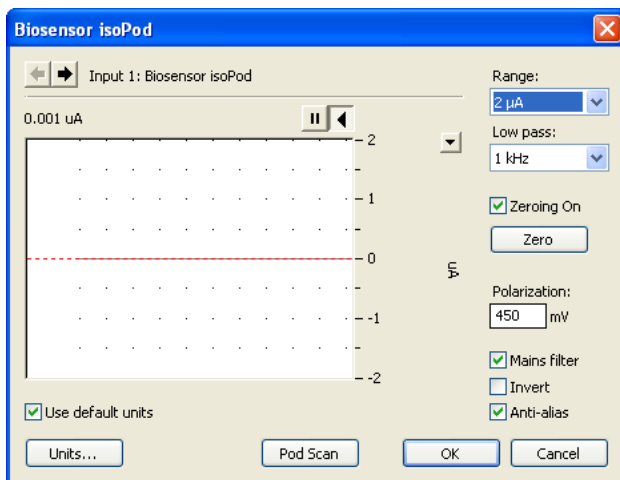 Biosensor isoPod
Input 1: Biosensor isoPod
0.001 uA
2
1
0
-1
-2
uA
Range:
2 µA
Low pass:
1 kHz
Zeroing On
Zero
Polarization:
450 mV
Mains filter
Invert
Anti-alias
Use default units
Units...
Pod Scan
OK
Cancel